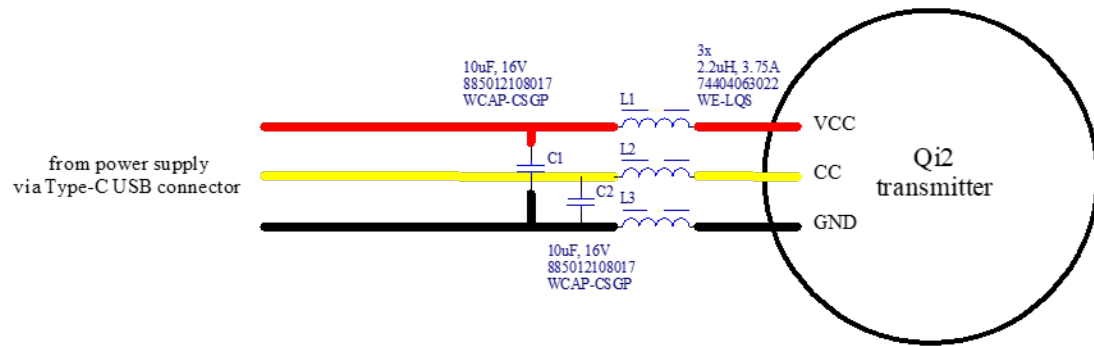 3x
2.2uH, 3.75A
74404063022
WE-LQS
10uF, 16V
885012108017
WCAP-CSGP
L1
VCC
from power supply
via Type-C USB connector
C1
L2
CC
Qi2
transmitter
C2
L3
GND
10uF, 16V
885012108017
WCAP-CSGP